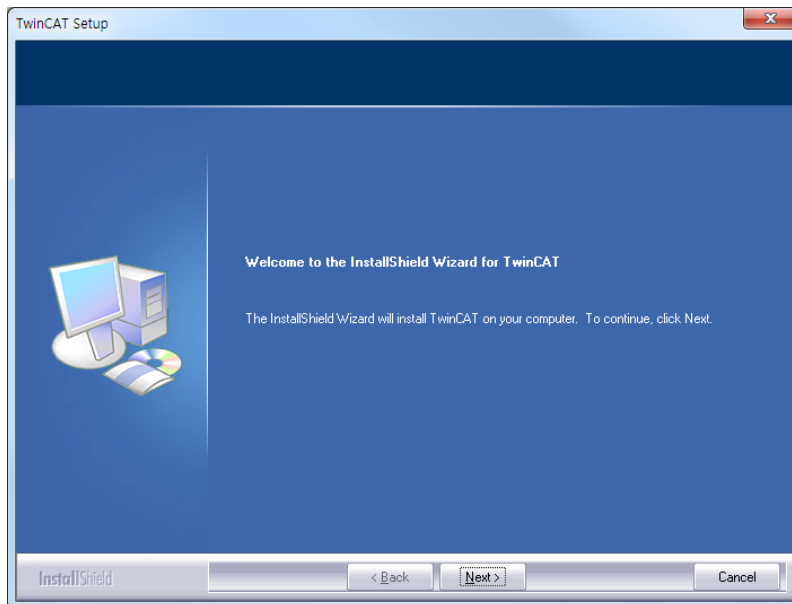 TwinCAT Setup
Welcome to the InstallShield Wizard for TwinCAT
The InstallShield Wizard will install TwinCAT on your computer. To continue, click Next.
InstallShield
< Back
Next >
Cancel